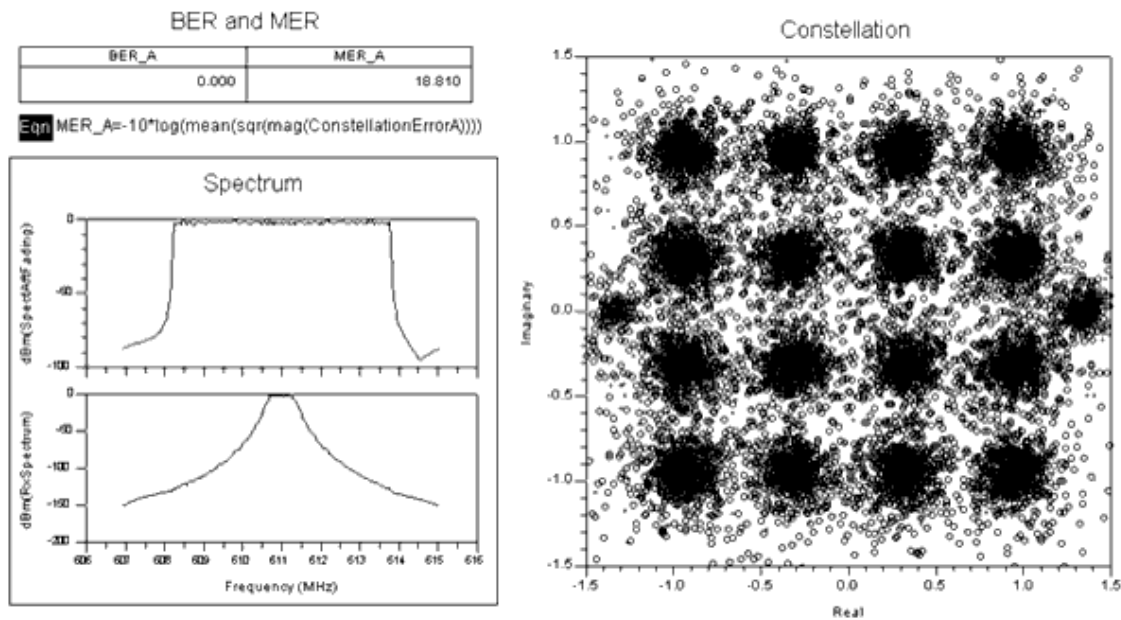 BER and MER
BER_A MER_A
0.000 18.810
Eqn MER_A=-10*log(mean(sqr(mag(ConstellationErrorA))))
Spectrum
dBm(SpectAftFading)
0
-50
-100
dBm(RxSpectrum)
0
-50
-100
-150
-200
606 607 608 609 610 611 612 613 614 615 616
Frequency (MHz)
Constellation
Imaginary
1.5
1.0
0.5
0.0
-0.5
-1.0
-1.5
-1.5 -1.0 -0.5 0.0 0.5 1.0 1.5
Real